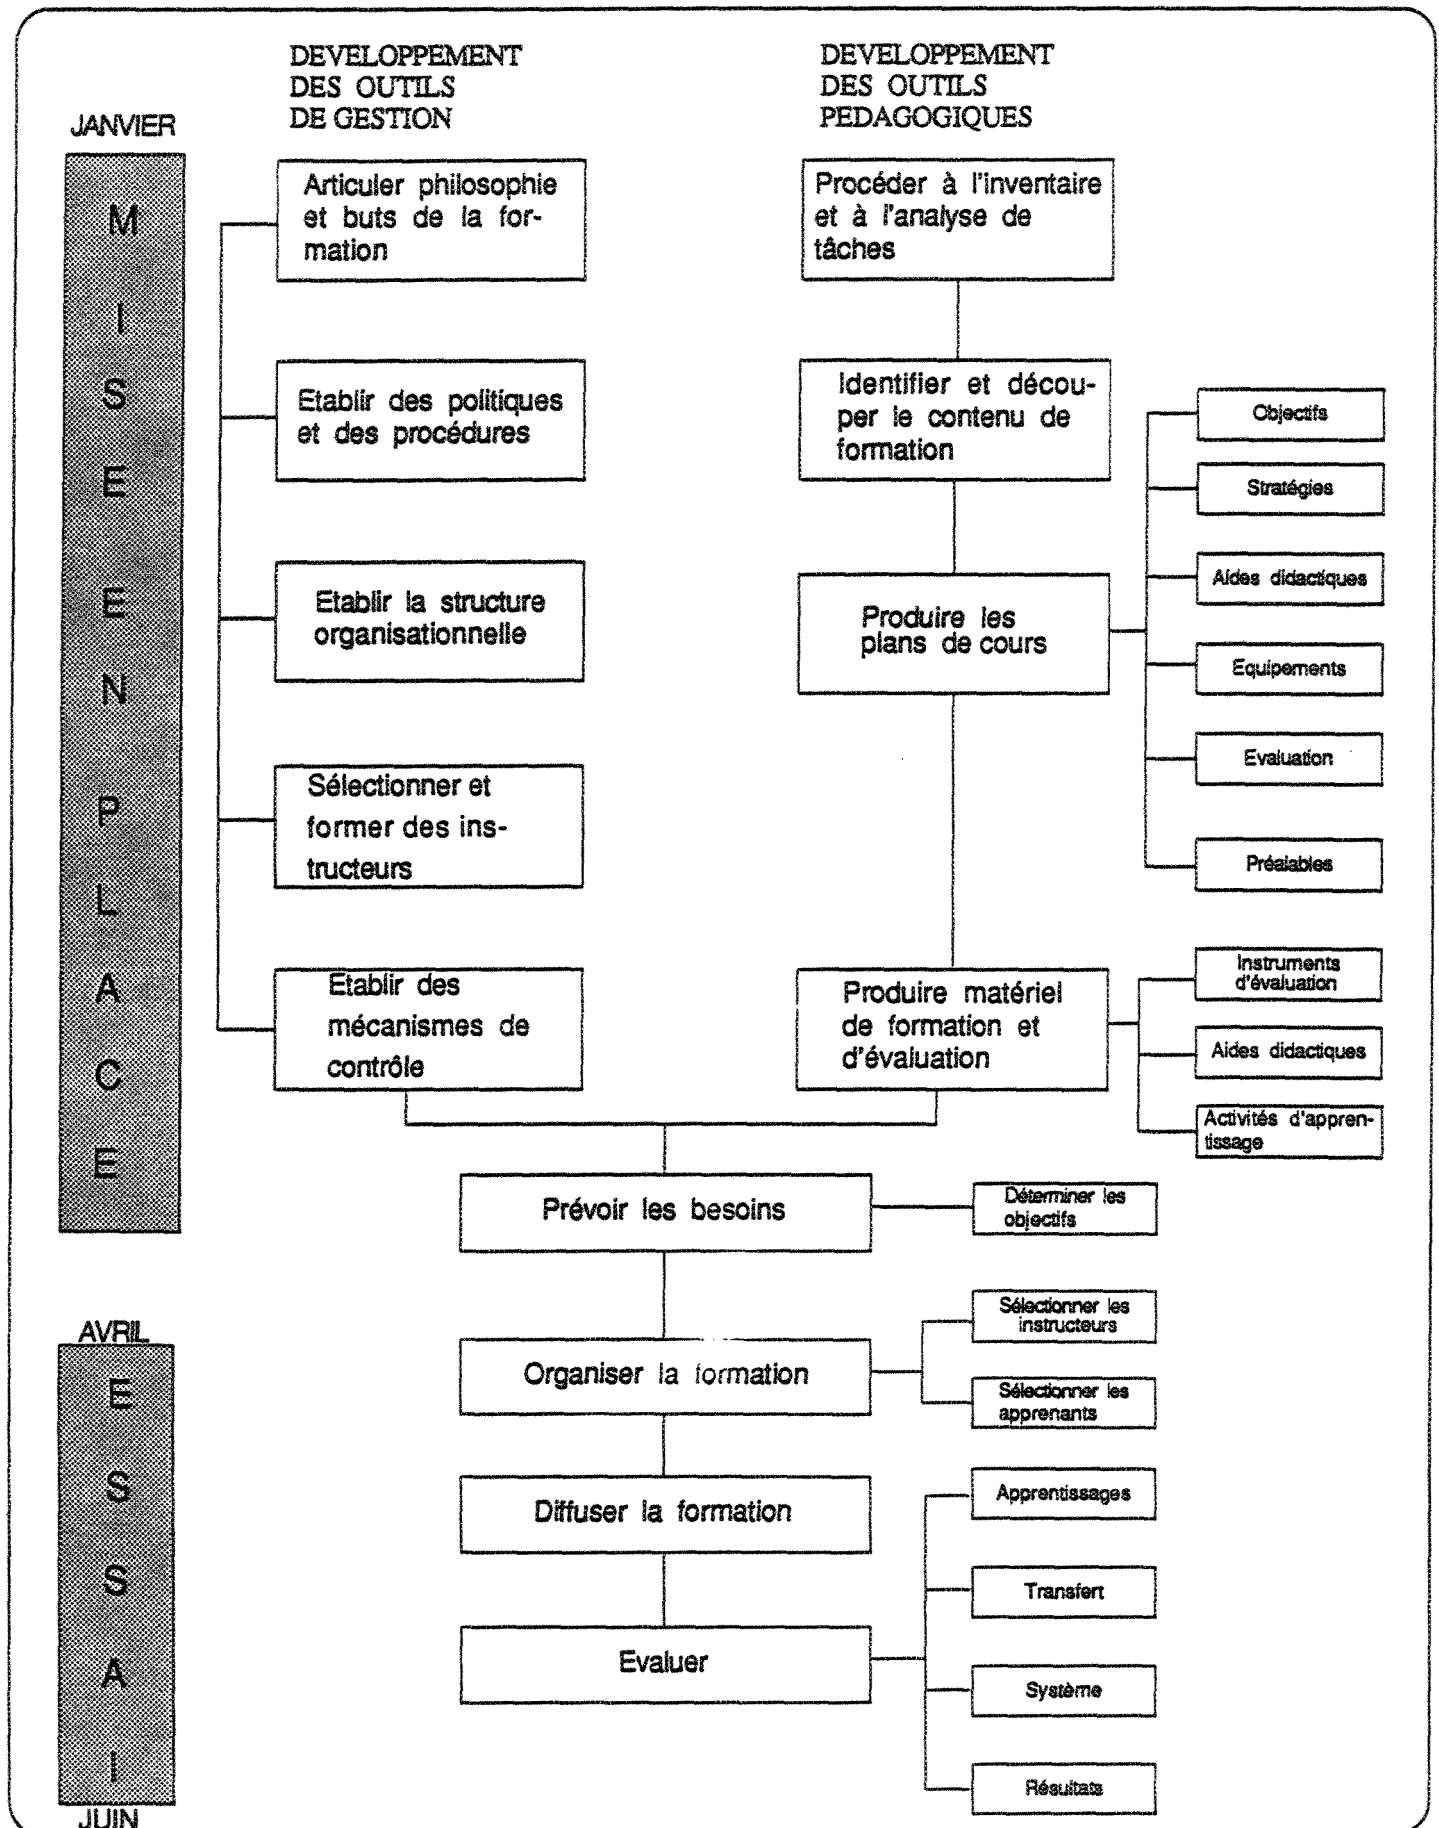 DEVELOPPEMENT
DES OUTILS
DE GESTION
DEVELOPPEMENT
DES OUTILS
PEDAGOGIQUES
JANVIER
M
I
S
E
E
N
P
L
A
C
E
Articuler philosophie
et buts de la for-
mation
Etablir des politiques
et des procédures
Etablir la structure
organisationnelle
Sélectionner et
former des ins-
tructeurs
Etablir des
mécanismes de
contrôle
Procéder à l'inventaire
et à l'analyse de
tâches
Identifier et décou-
per le contenu de
formation
Produire les
plans de cours
Objectifs
Stratégies
Aides didactiques
Equipements
Evaluation
Préalables
Produire matériel
de formation et
d'évaluation
Instruments
d'évaluation
Aides didactiques
Activités d'appren-
tissage
Prévoir les besoins
Déterminer les
objectifs
AVRIL
E
S
S
A
I
JUIN
Organiser la formation
Sélectionner les
instructeurs
Sélectionner les
apprenants
Diffuser la formation
Evaluer
Apprentissages
Transfert
Système
Résultats